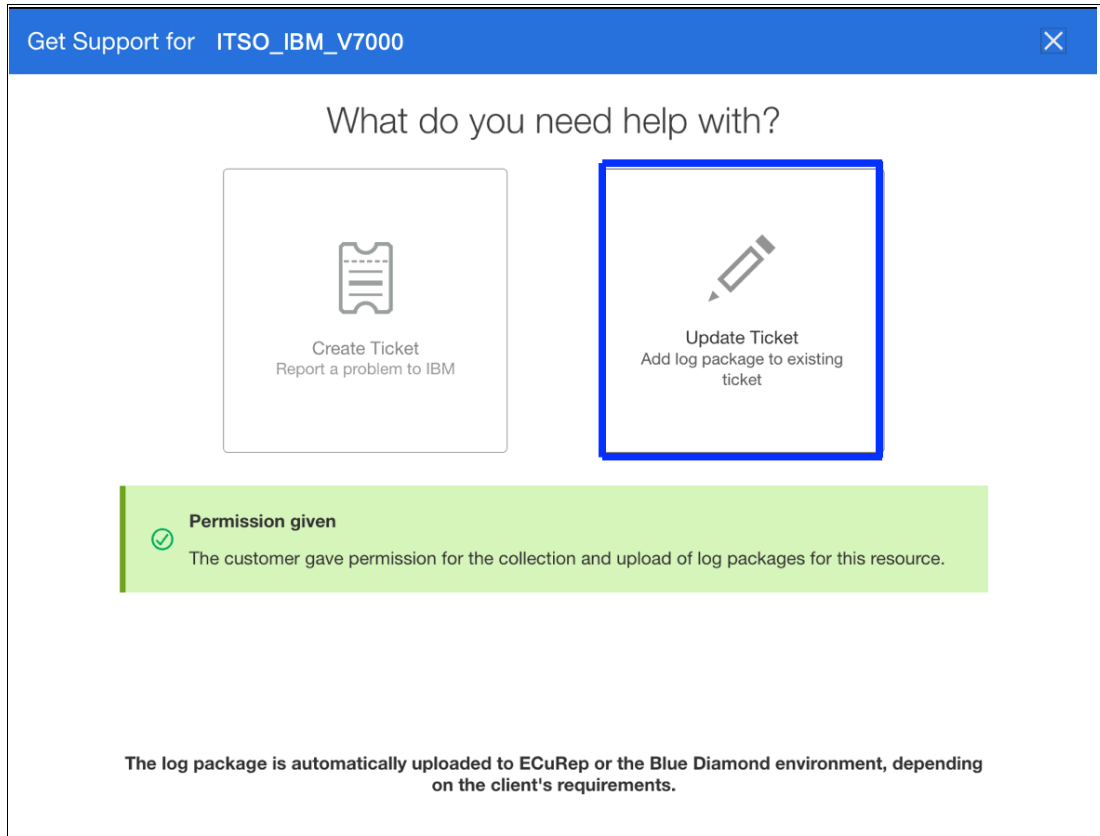 Get Support for ITSO_IBM_V7000
What do you need help with?
Create Ticket
Report a problem to IBM
Update Ticket
Add log package to existing
ticket
Permission given
The customer gave permission for the collection and upload of log packages for this resource.
The log package is automatically uploaded to ECuRep or the Blue Diamond environment, depending
on the client's requirements.